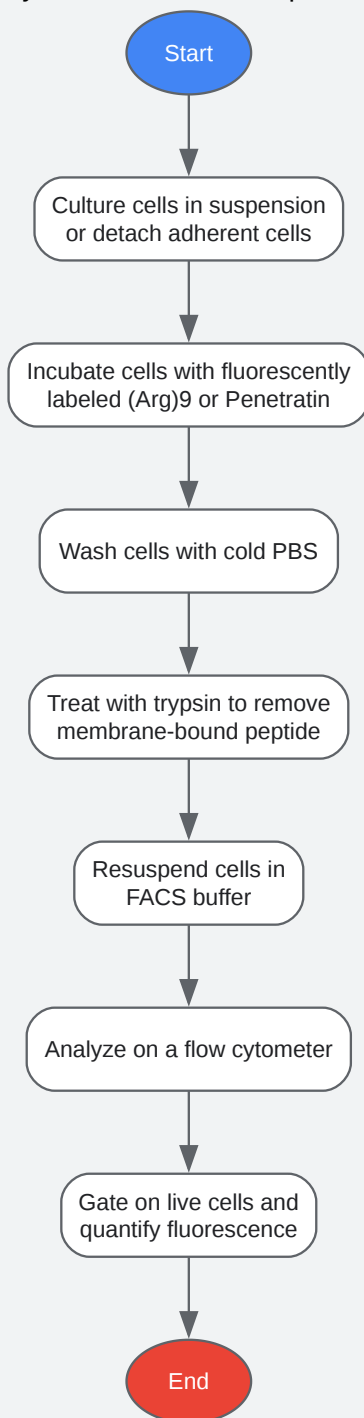 Start
Culture cells in suspension
or detach adherent cells
Incubate cells with fluorescently
labeled (Arg)9 or Penetratin
Wash cells with cold PBS
Treat with trypsin to remove
membrane-bound peptide
Resuspend cells in
FACS buffer
Analyze on a flow cytometer
Gate on live cells and
quantify fluorescence
End